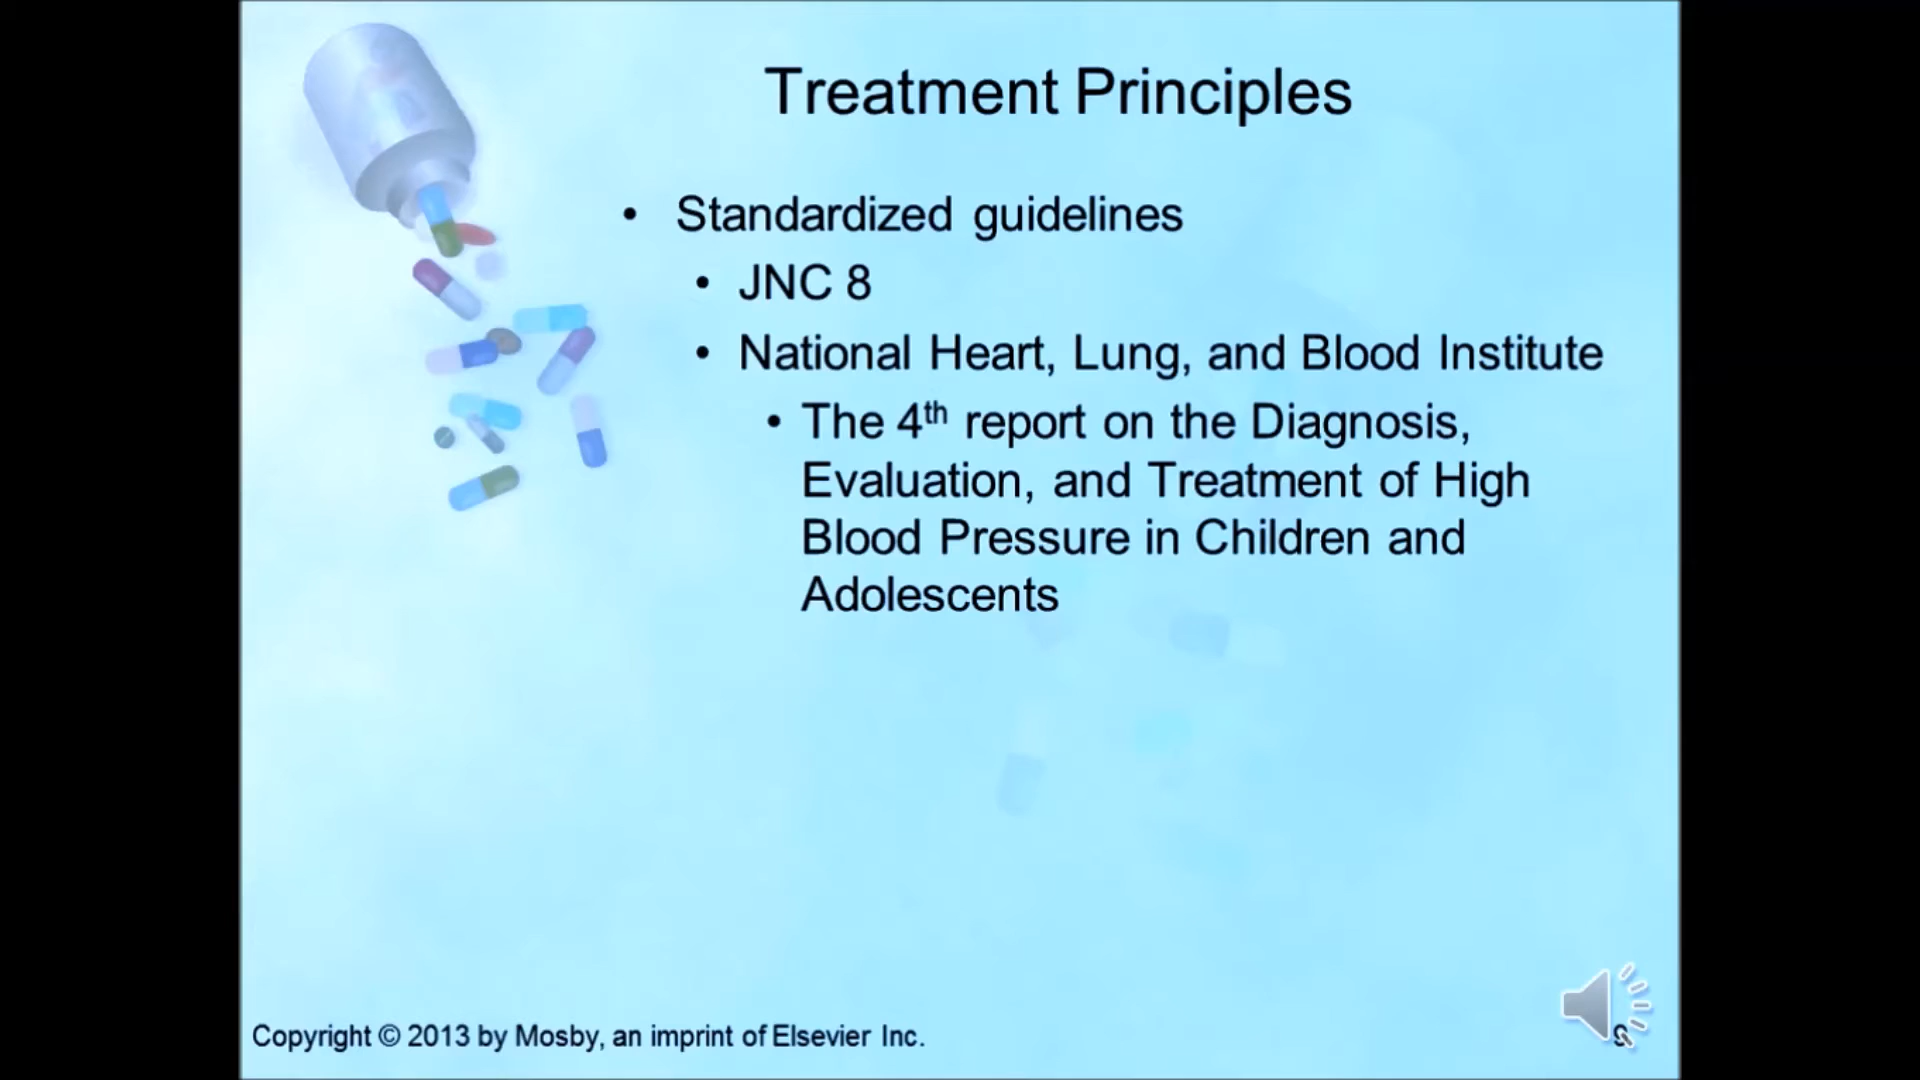 Treatment Principles
• Standardized guidelines
• JNC 8
• National Heart, Lung, and Blood Institute
• The 4th report on the Diagnosis,
Evaluation, and Treatment of High
Blood Pressure in Children and
Adolescents
Copyright © 2013 by Mosby, an imprint of Elsevier Inc.